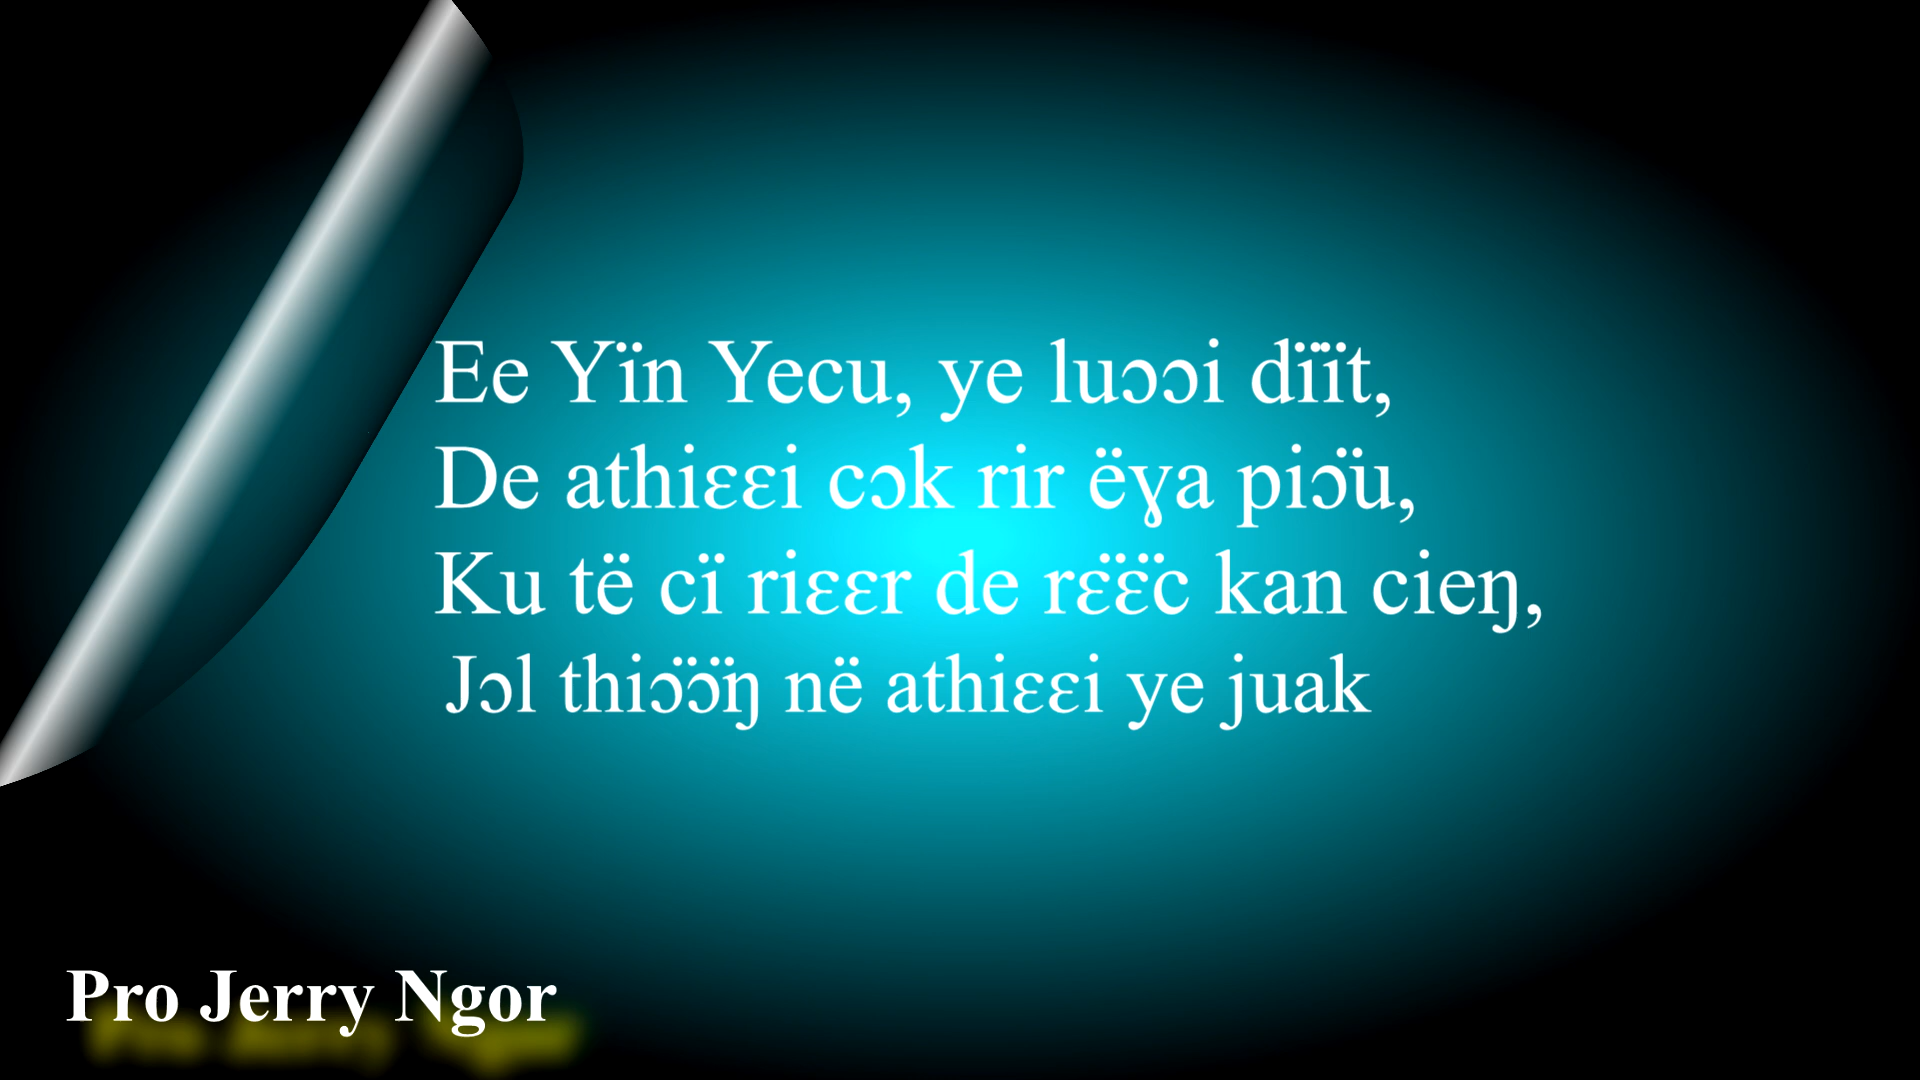 Ee Yïn Yecu, ye luɔɔi dïït,
De athiɛɛi cɔk rir ëɣa piɔ̈u,
Ku të cï riɛɛr de rɛ̈ɛ̈c kan cieŋ,
Jɔl thiɔ̈ɔ̈ŋ në athiɛɛi ye juak
Pro Jerry Ngor